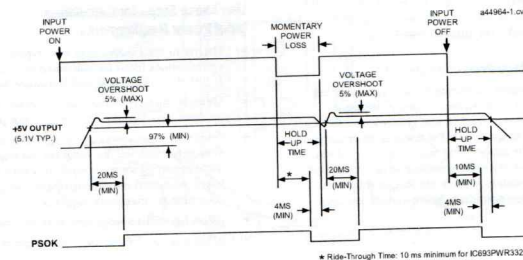 a44964-1.cv
INPUT
POWER
ON
MOMENTARY
POWER
LOSS
INPUT
POWER
OFF
VOLTAGE
OVERSHOOT
5% (MAX)
VOLTAGE
OVERSHOOT
5% (MAX)
+5V OUTPUT
(5.1V TYP.)
97% (MIN)
HOLD
UP
TIME
HOLD
UP
TIME
20MS
(MIN)
*
4MS
(MIN)
20MS
(MIN)
10MS
(MIN)
4MS
(MIN)
PSOK
★ Ride-Through Time: 10 ms minimum for IC693PWR332